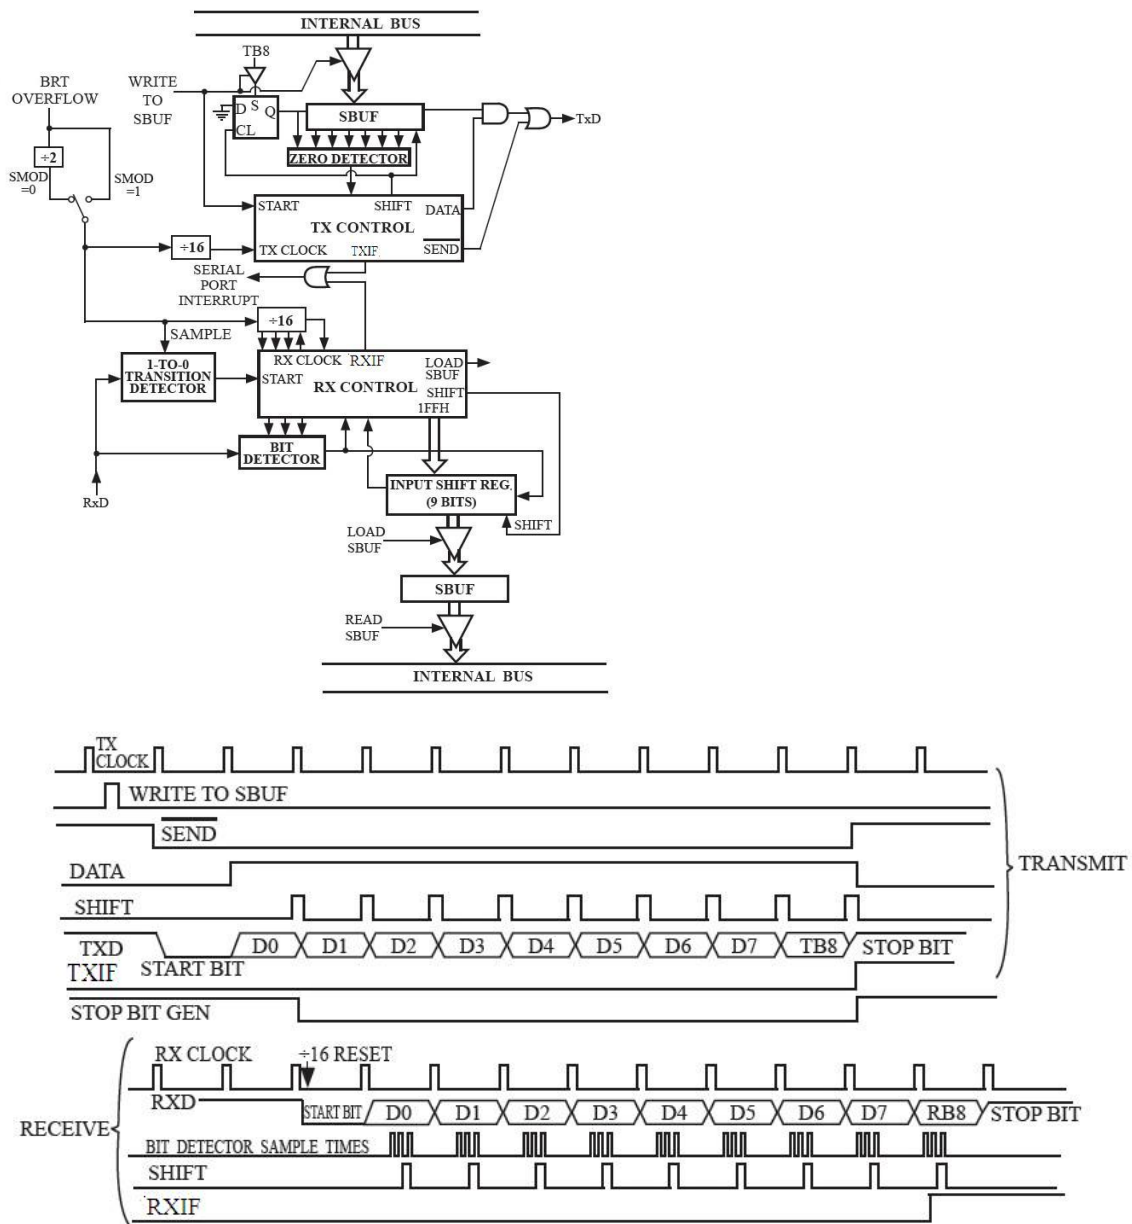 INTERNAL BUS
TB8
BRT
OVERFLOW
WRITE
TO
SBUF
D S Q
CL
SBUF
TxD
÷2
ZERO DETECTOR
SMOD
=0
SMOD
=1
START
SHIFT
DATA
TX CONTROL
÷16
TX CLOCK
TXIF
SEND
SERIAL
PORT
INTERRUPT
÷16
SAMPLE
1-TO-0
TRANSITION
DETECTOR
RX CLOCK
RXIF
LOAD
SBUF
START
RX CONTROL
SHIFT
1FFH
BIT
DETECTOR
RxD
INPUT SHIFT REG.
(9 BITS)
SHIFT
LOAD
SBUF
SBUF
READ
SBUF
INTERNAL BUS
TX
CLOCK
WRITE TO SBUF
SEND
DATA
TRANSMIT
SHIFT
TXD
D0 D1 D2 D3 D4 D5 D6 D7 TB8 STOP BIT
START BIT
TXIF
STOP BIT GEN
RX CLOCK
÷16 RESET
RXD
START BIT D0 D1 D2 D3 D4 D5 D6 D7 RB8 STOP BIT
RECEIVE
BIT DETECTOR SAMPLE TIMES
SHIFT
RXIF